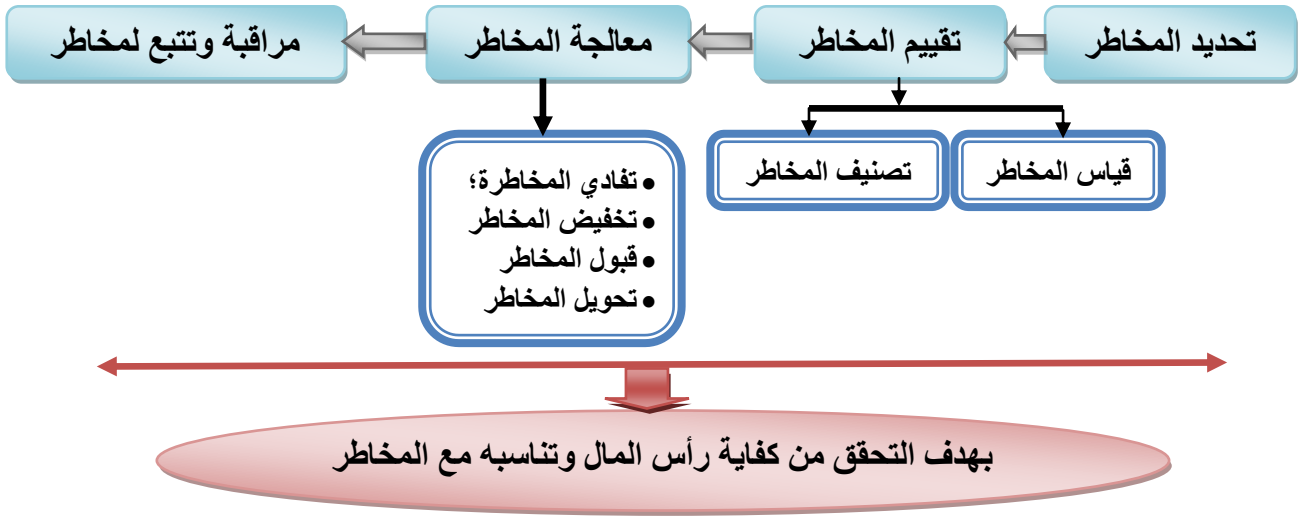 تحديد المخاطر
تقييم المخاطر
معالجة المخاطر
مراقبة وتتبع لمخاطر
قياس المخاطر
تصنيف المخاطر
• تفادي المخاطرة؛
• تخفيض المخاطر
• قبول المخاطر
• تحويل المخاطر
بهدف التحقق من كفاية رأس المال وتناسبه مع المخاطر